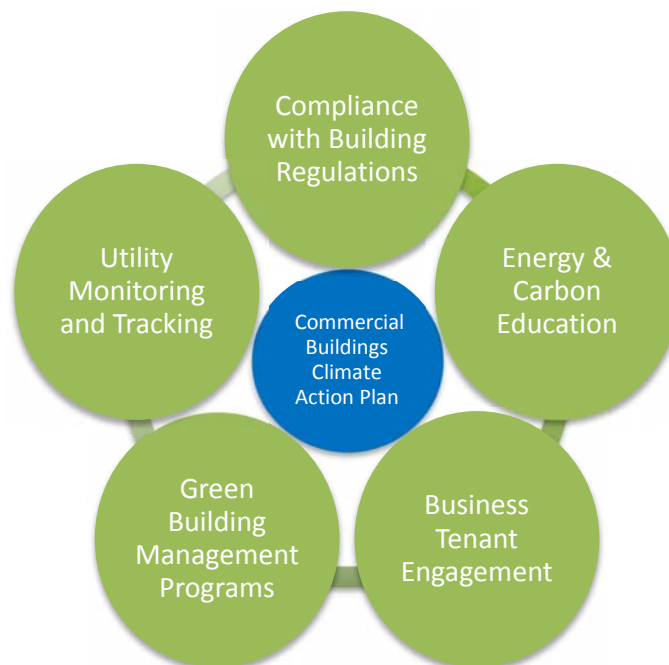 Compliance
with Building
Regulations
Utility
Monitoring
and Tracking
Energy &
Carbon
Education
Commercial
Buildings
Climate
Action Plan
Green
Building
Management
Programs
Business
Tenant
Engagement